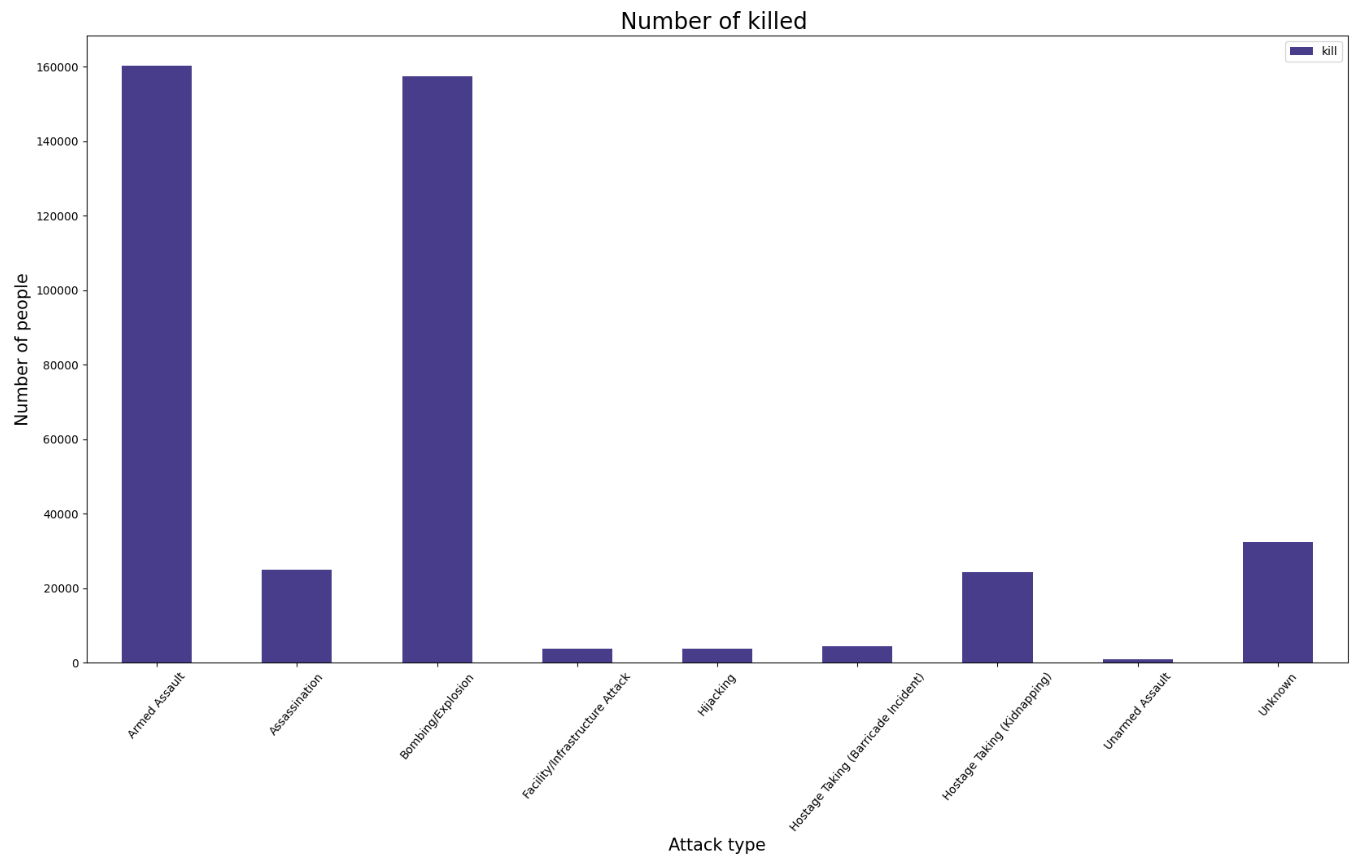 Number of killed
kill
Number of people
160000
140000
120000
100000
80000
60000
40000
20000
0
Armed Assault
Assassination
Bombing/Explosion
Facility/Infrastructure Attack
Hijacking
Hostage Taking (Barricade Incident)
Hostage Taking (Kidnapping)
Unarmed Assault
Unknown
Attack type